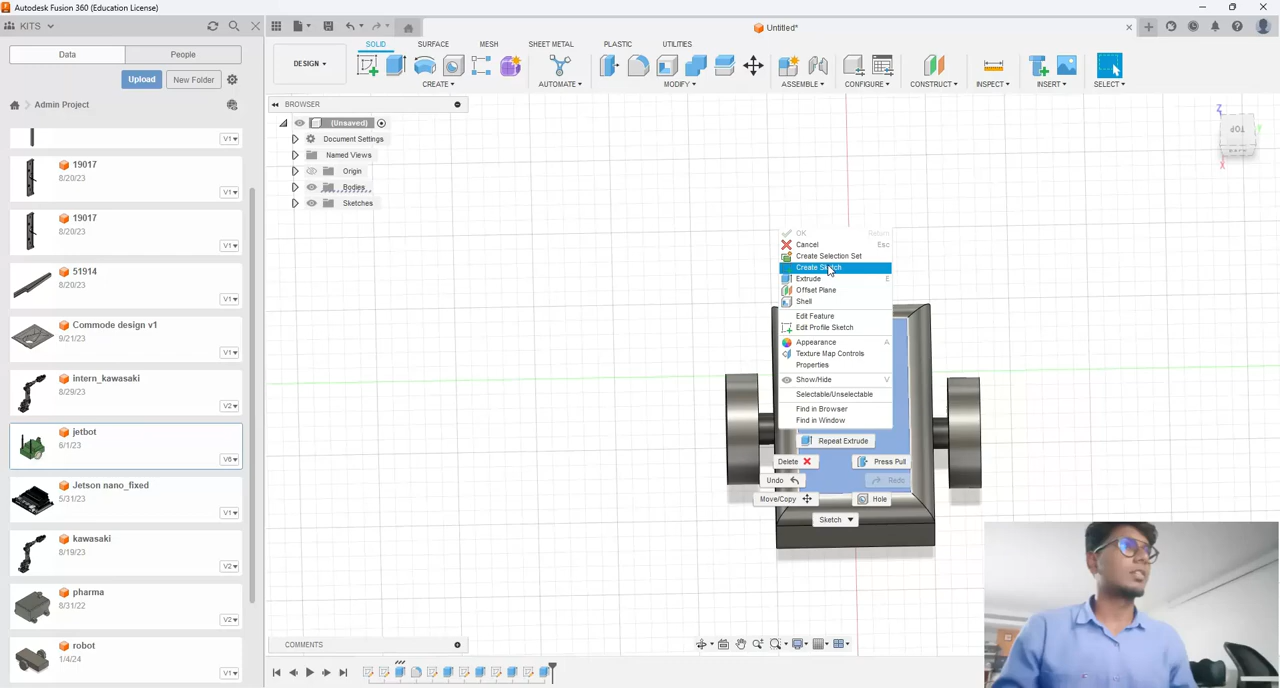 Autodesk Fusion 360 (Education License)
KITS
Untitled*
Data
People
Upload
New Folder
Admin Project
V1
19017
8/20/23
V1
19017
8/20/23
V1
51914
8/20/23
V1
Commode design v1
9/21/23
V1
intern_kawasaki
8/29/23
V2
jetbot
6/1/23
V6
Jetson nano_fixed
5/31/23
V1
kawasaki
8/19/23
V2
pharma
8/31/22
V2
robot
1/4/24
V1
SOLID
SURFACE
MESH
SHEET METAL
PLASTIC
UTILITIES
DESIGN
CREATE
AUTOMATE
MODIFY
ASSEMBLE
CONFIGURE
CONSTRUCT
INSPECT
INSERT
SELECT
BROWSER
(Unsaved)
Document Settings
Named Views
Origin
Bodies
Sketches
Z
TOP
Y
X
OK Return
Cancel Esc
Create Selection Set
Create Sketch
Extrude E
Offset Plane
Shell
Edit Feature
Edit Profile Sketch
Appearance A
Texture Map Controls
Properties
Show/Hide V
Selectable/Unselectable
Find in Browser
Find in Window
Repeat Extrude
Delete
Press Pull
Undo
Redo
Move/Copy
Hole
Sketch
COMMENTS